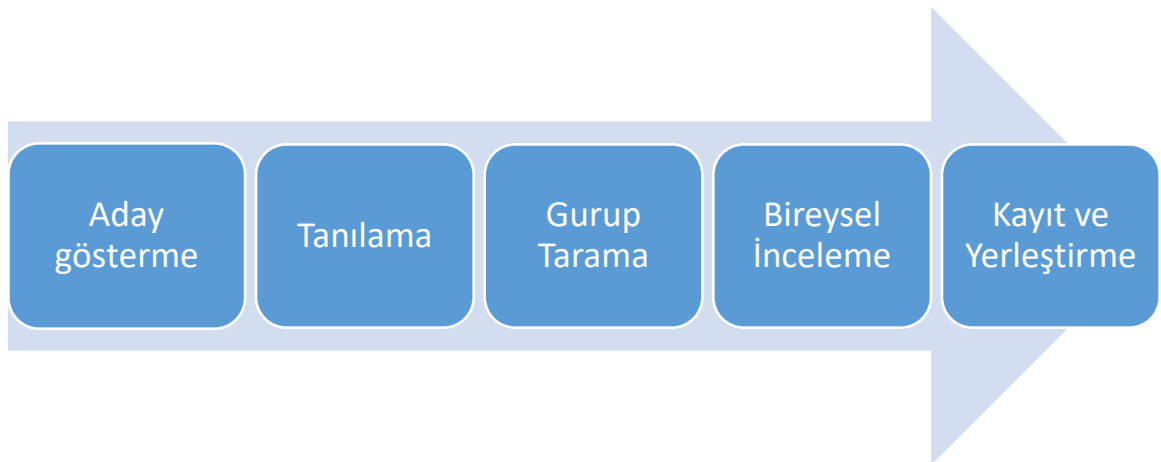 Aday
gösterme
Tanılama
Gurup
Tarama
Bireysel
İnceleme
Kayıt ve
Yerleştirme